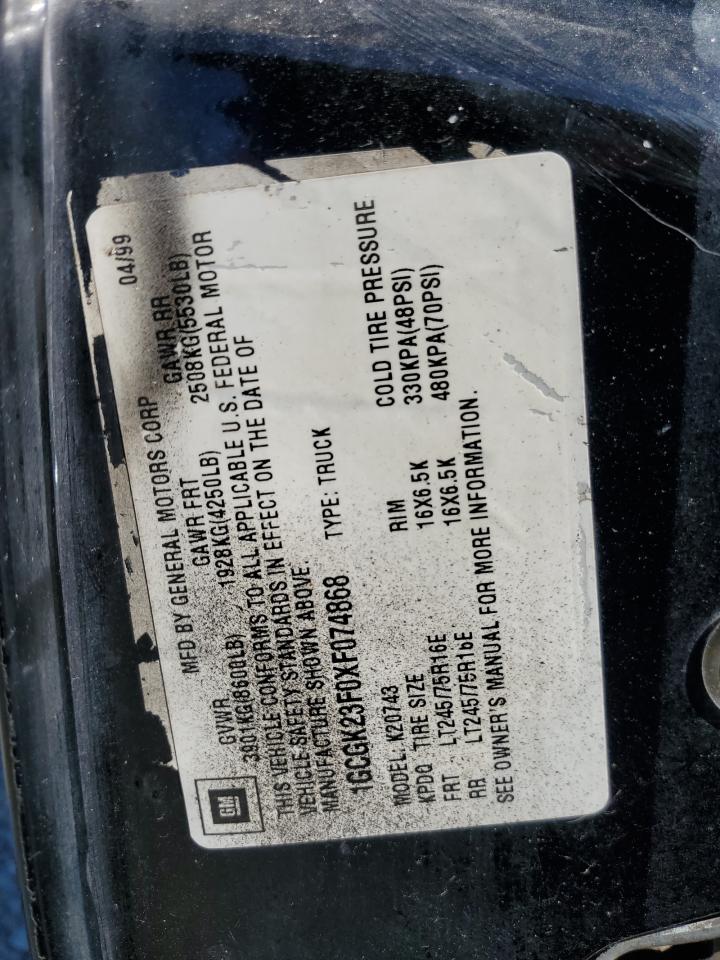 GM
MFD BY GENERAL MOTORS CORP 04/99
GVWR GAWR FRT GAWR RR
3901KG(8600LB) 1928KG(4250LB) 2508KG(5530LB)
THIS VEHICLE CONFORMS TO ALL APPLICABLE U.S. FEDERAL MOTOR
VEHICLE SAFETY STANDARDS IN EFFECT ON THE DATE OF
MANUFACTURE SHOWN ABOVE.
1GCGK23F0XF074868 TYPE: TRUCK
MODEL: K20743
KPDQ TIRE SIZE RIM COLD TIRE PRESSURE
FRT LT245/75R16E 16X6.5K 330KPA(48PSI)
RR LT245/75R16E 16X6.5K 480KPA(70PSI)
SEE OWNER'S MANUAL FOR MORE INFORMATION.